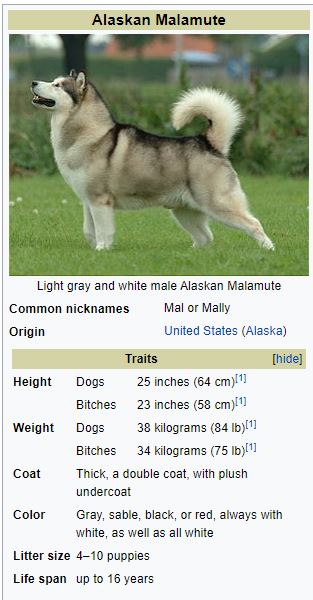 Alaskan Malamute
Light gray and white male Alaskan Malamute
Common nicknames Mal or Mally
Origin United States (Alaska)
Traits [hide]
Height Dogs 25 inches (64 cm)[1]
Bitches 23 inches (58 cm)[1]
Weight Dogs 38 kilograms (84 lb)[1]
Bitches 34 kilograms (75 lb)[1]
Coat Thick, a double coat, with plush
undercoat
Color Gray, sable, black, or red, always with
white, as well as all white
Litter size 4–10 puppies
Life span up to 16 years